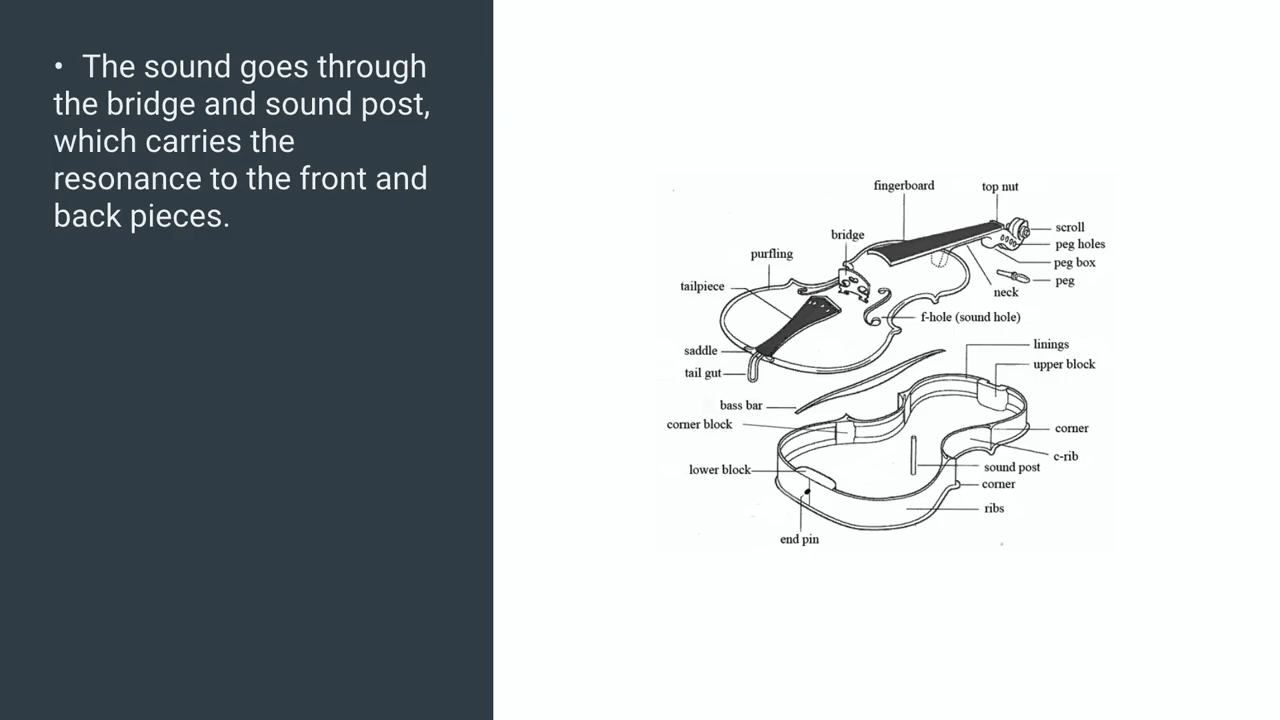 • The sound goes through
the bridge and sound post,
which carries the
resonance to the front and
back pieces.
fingerboard
top nut
scroll
bridge
peg holes
purfling
peg box
peg
tailpiece
neck
f-hole (sound hole)
linings
saddle
upper block
tail gut
bass bar
corner block
corner
c-rib
sound post
lower block
corner
ribs
end pin